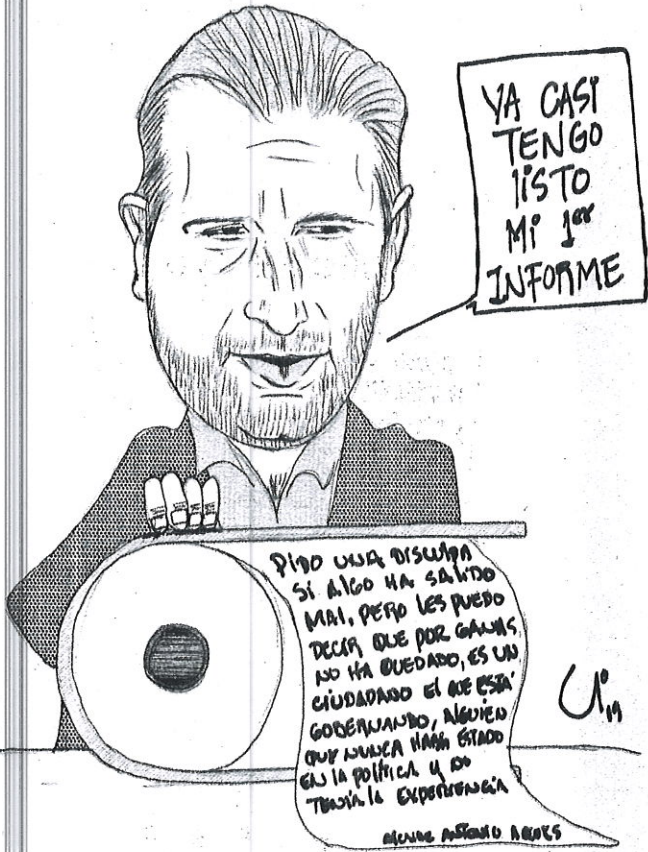 YA CASI
TENGO
LISTO
MI 1er
INFORME
PIDO UNA DISCULPA
SI ALGO HA SALIDO
MAL, PERO LES PUEDO
DECIR QUE POR GANAS
NO HA QUEDADO, ES UN
CIUDADANO EL QUE ESTÁ
GOBERNANDO, ALGUIEN
QUE NUNCA HABÍA ESTADO
EN LA POLÍTICA Y NO
TENÍA LA EXPERIENCIA
ANTONIO
19